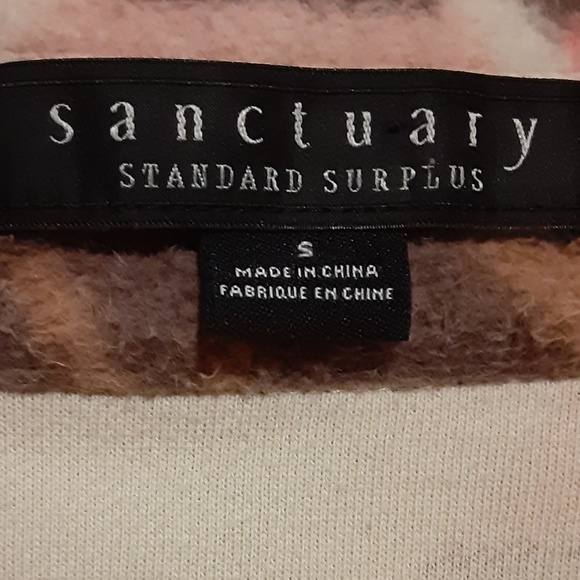 sanctuary
STANDARD SURPLUS
S
MADE IN CHINA
FABRIQUE EN CHINE